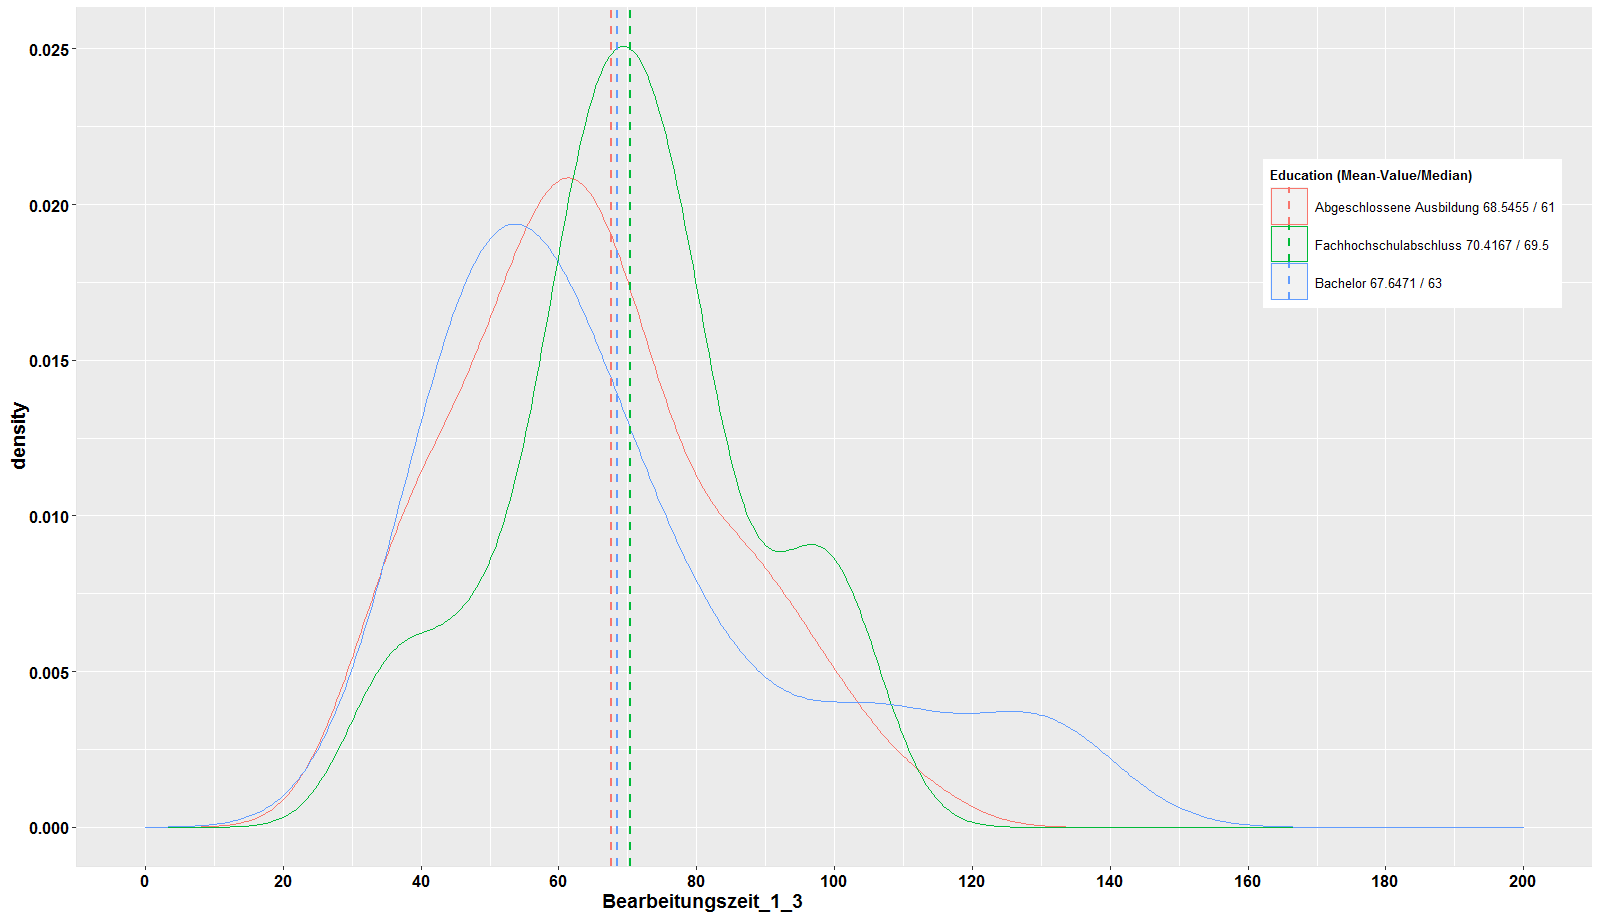 0.025
0.020
0.015
0.010
0.005
0.000
density
0 20 40 60 80 100 120 140 160 180 200
Bearbeitungszeit_1_3
Education (Mean-Value/Median)
Abgeschlossene Ausbildung 68.5455 / 61
Fachhochschulabschluss 70.4167 / 69.5
Bachelor 67.6471 / 63